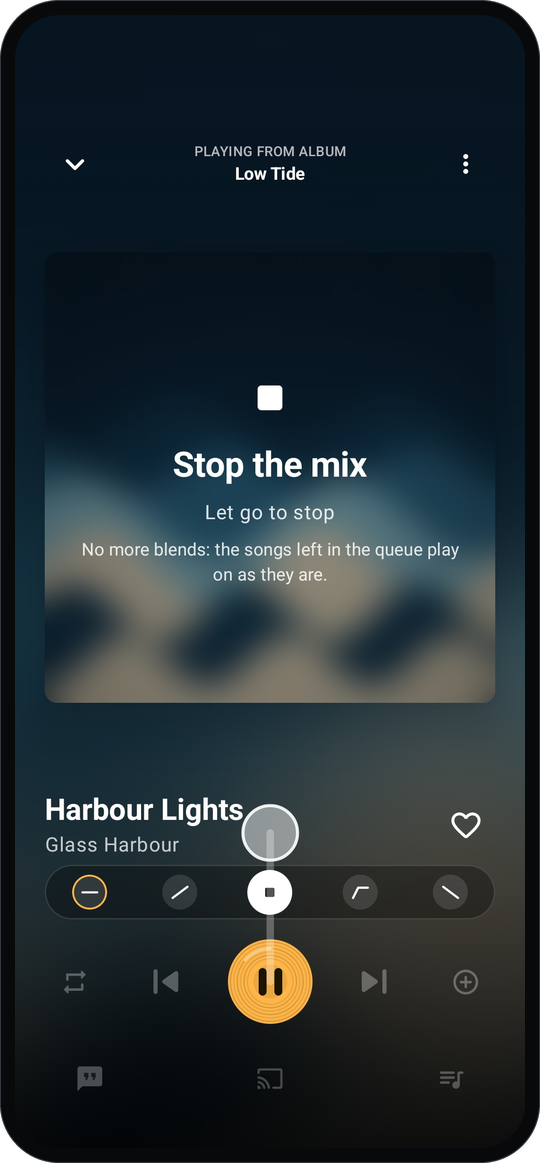 PLAYING FROM ALBUM
Low Tide
Stop the mix
Let go to stop
No more blends: the songs left in the queue play
on as they are.
Harbour Lights
Glass Harbour